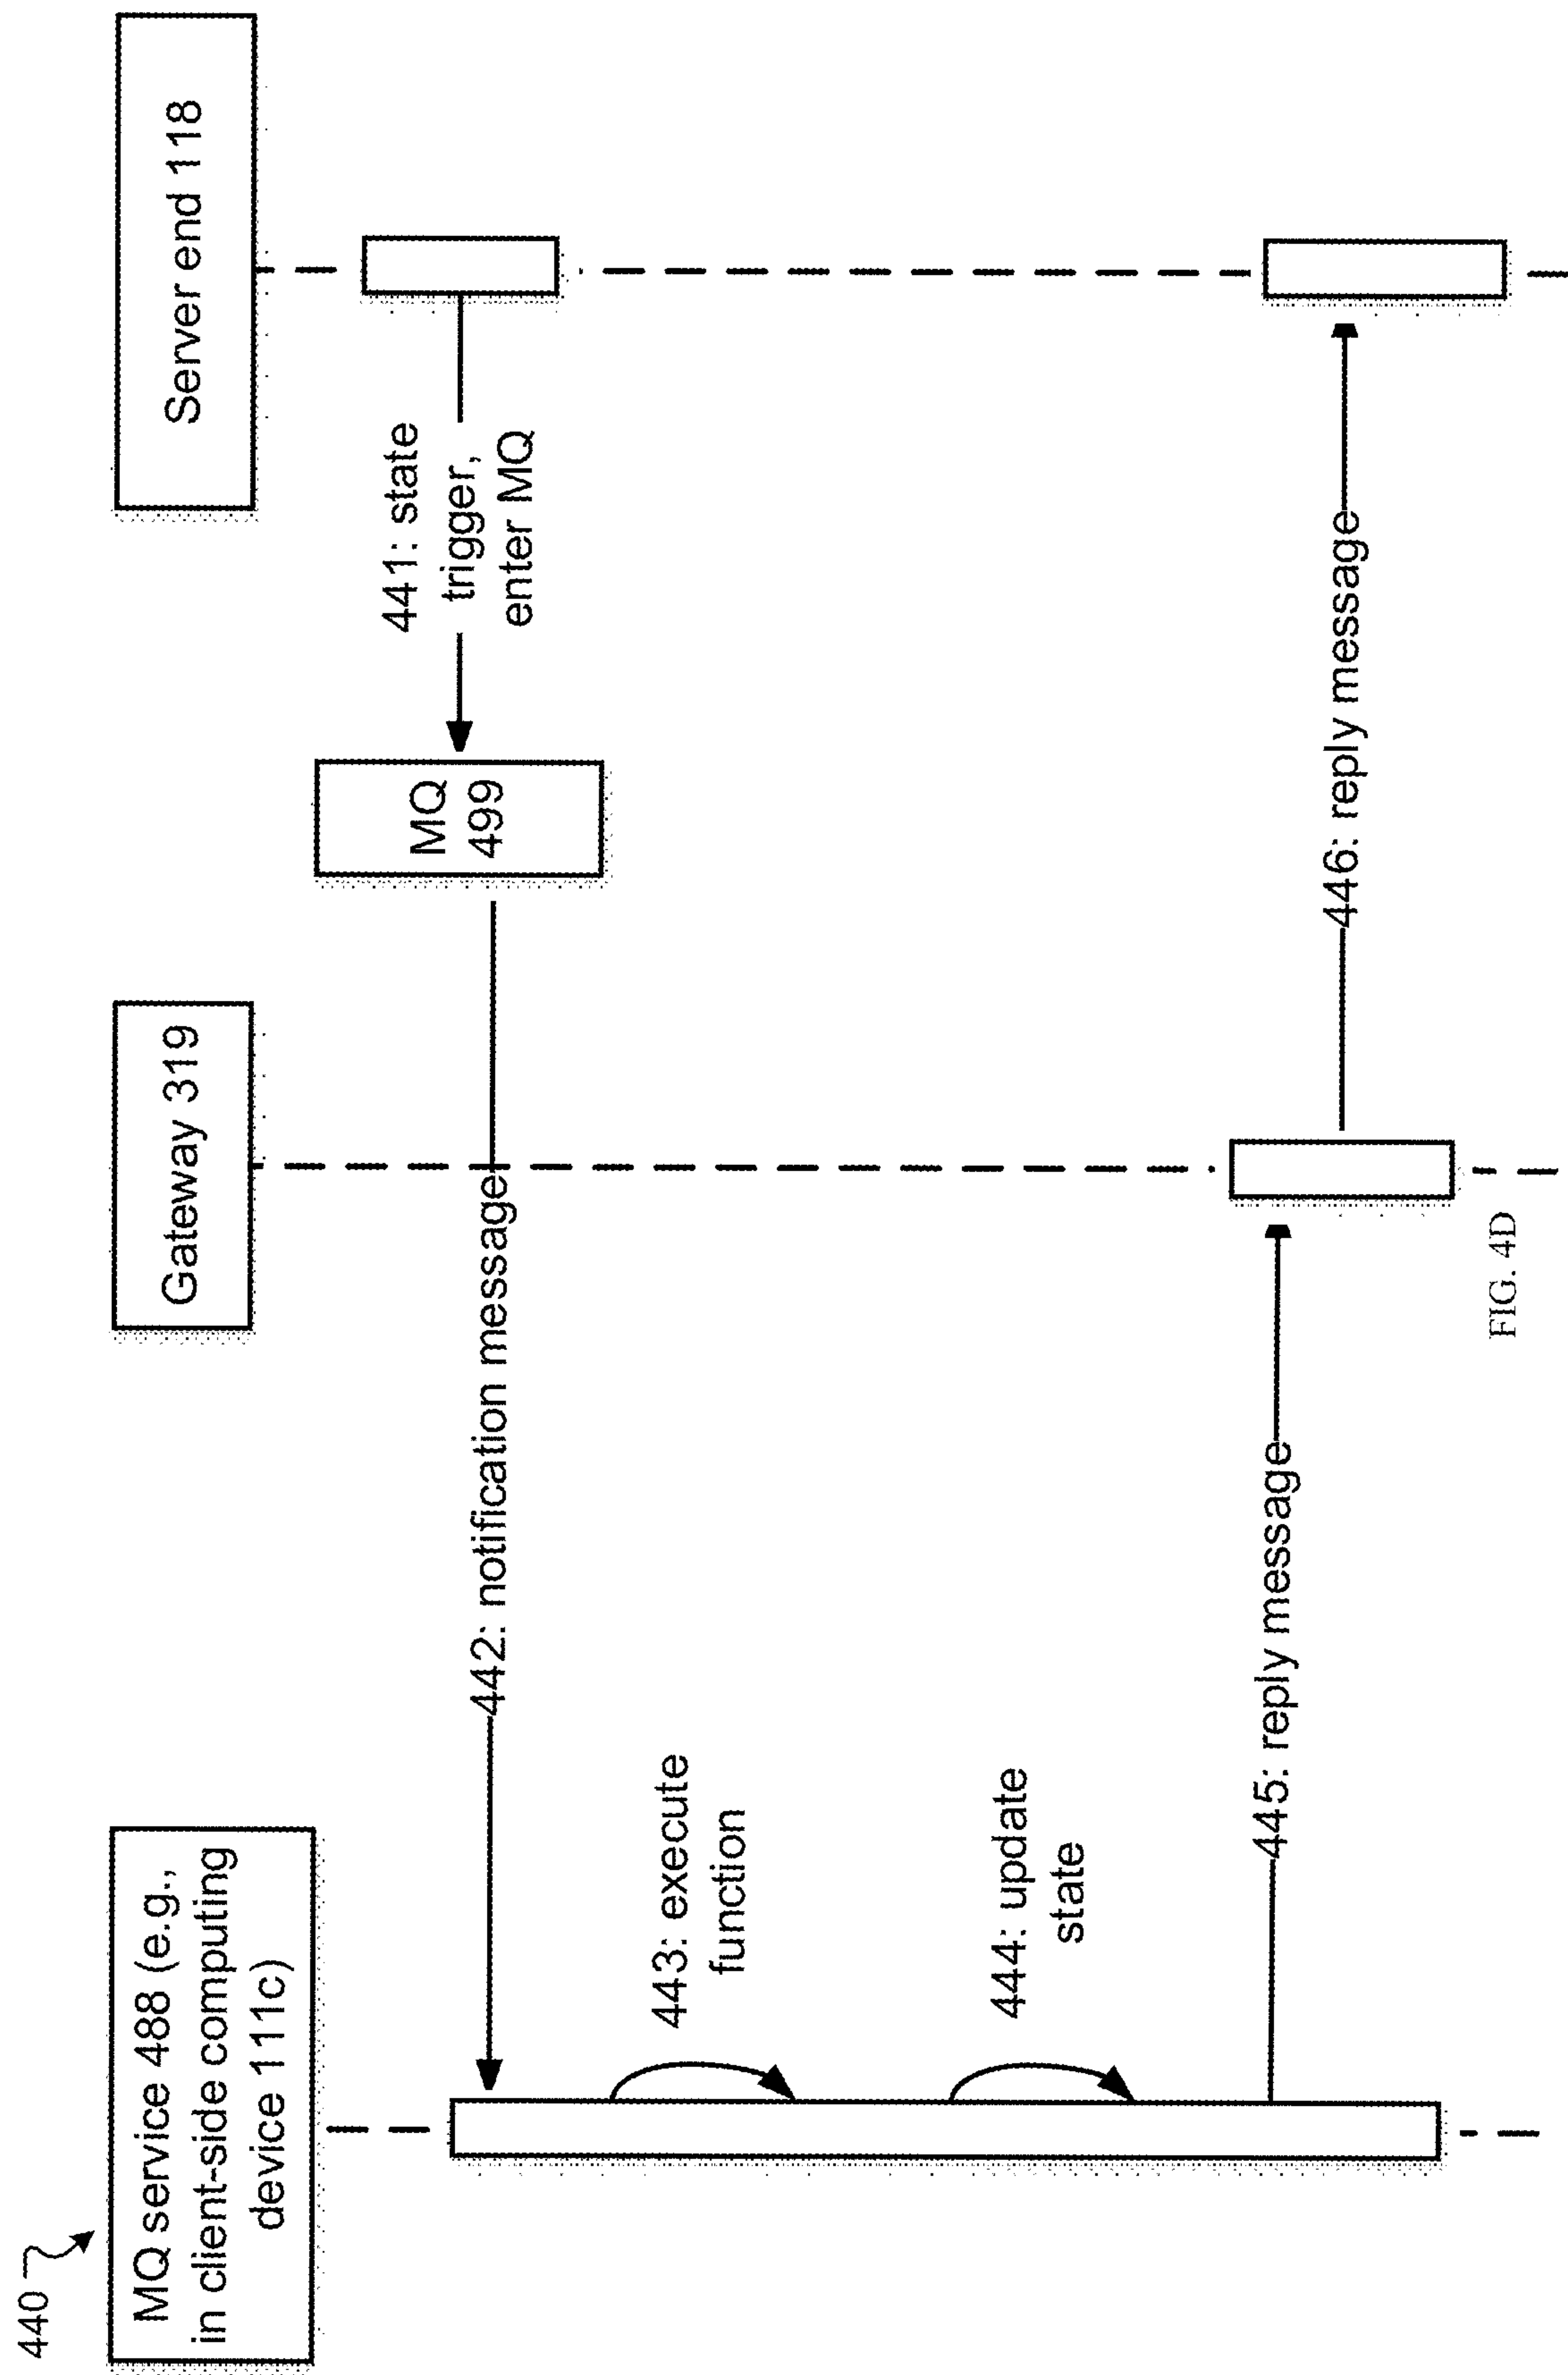 440
MQ service 488 (e.g.,
in client-side computing
device 111c)
Gateway 319
Server end 118
441: state
trigger,
enter MQ
MQ
499
442: notification message
443: execute
function
444: update
state
445: reply message
446: reply message
FIG. 4D